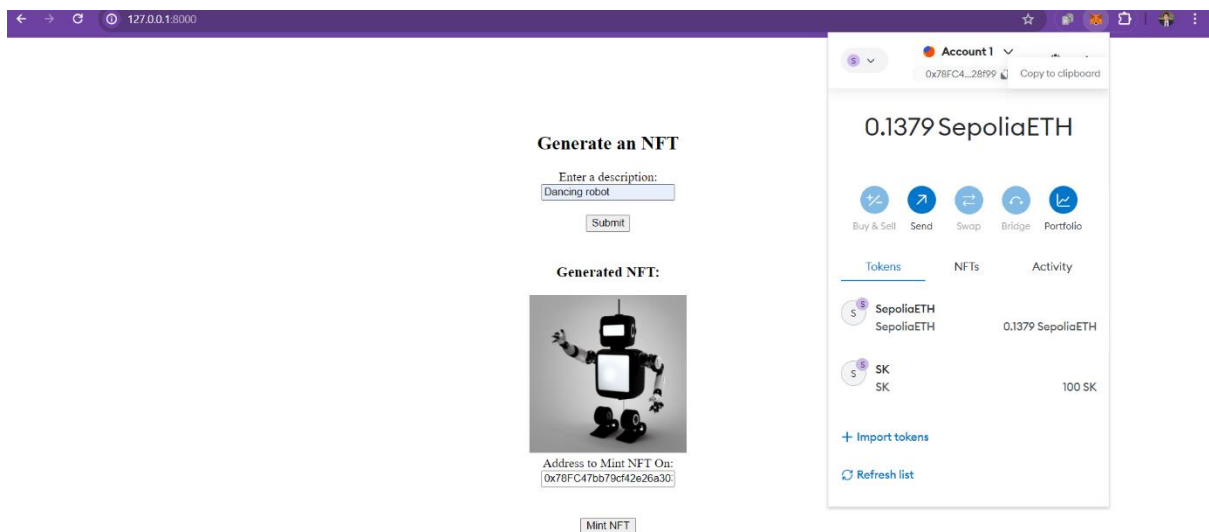 127.0.0.1:8000
Generate an NFT
Enter a description:
Dancing robot
Submit
Generated NFT:
Address to Mint NFT On:
0x78FC47bb79cf42e26a30
Mint NFT
S
Account 1
0x78FC4...28f99
Copy to clipboard
0.1379 SepoliaETH
Buy & Sell Send Swap Bridge Portfolio
Tokens NFTs Activity
S S SepoliaETH
SepoliaETH 0.1379 SepoliaETH
S S SK
SK 100 SK
+ Import tokens
Refresh list